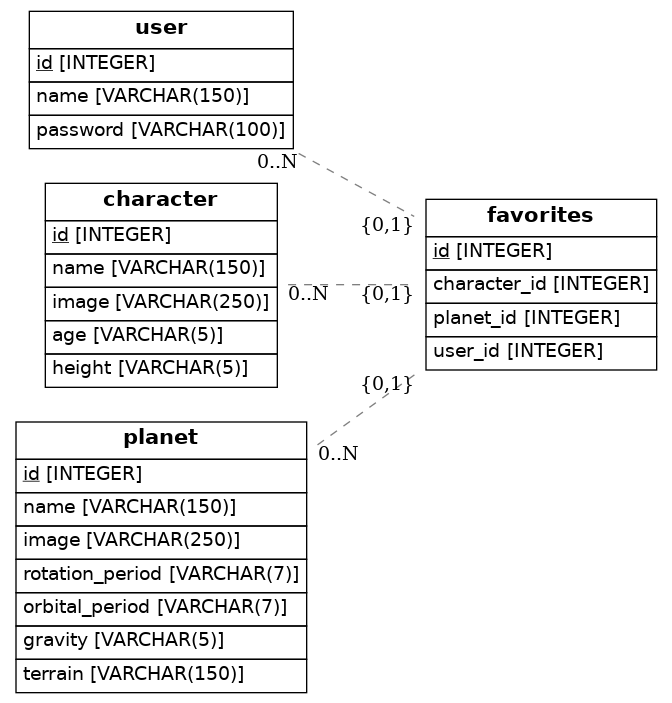 user
id [INTEGER]
name [VARCHAR(150)]
password [VARCHAR(100)]
0..N
{0,1}
character
id [INTEGER]
name [VARCHAR(150)]
image [VARCHAR(250)]
age [VARCHAR(5)]
height [VARCHAR(5)]
0..N
{0,1}
favorites
id [INTEGER]
character_id [INTEGER]
planet_id [INTEGER]
user_id [INTEGER]
{0,1}
0..N
planet
id [INTEGER]
name [VARCHAR(150)]
image [VARCHAR(250)]
rotation_period [VARCHAR(7)]
orbital_period [VARCHAR(7)]
gravity [VARCHAR(5)]
terrain [VARCHAR(150)]